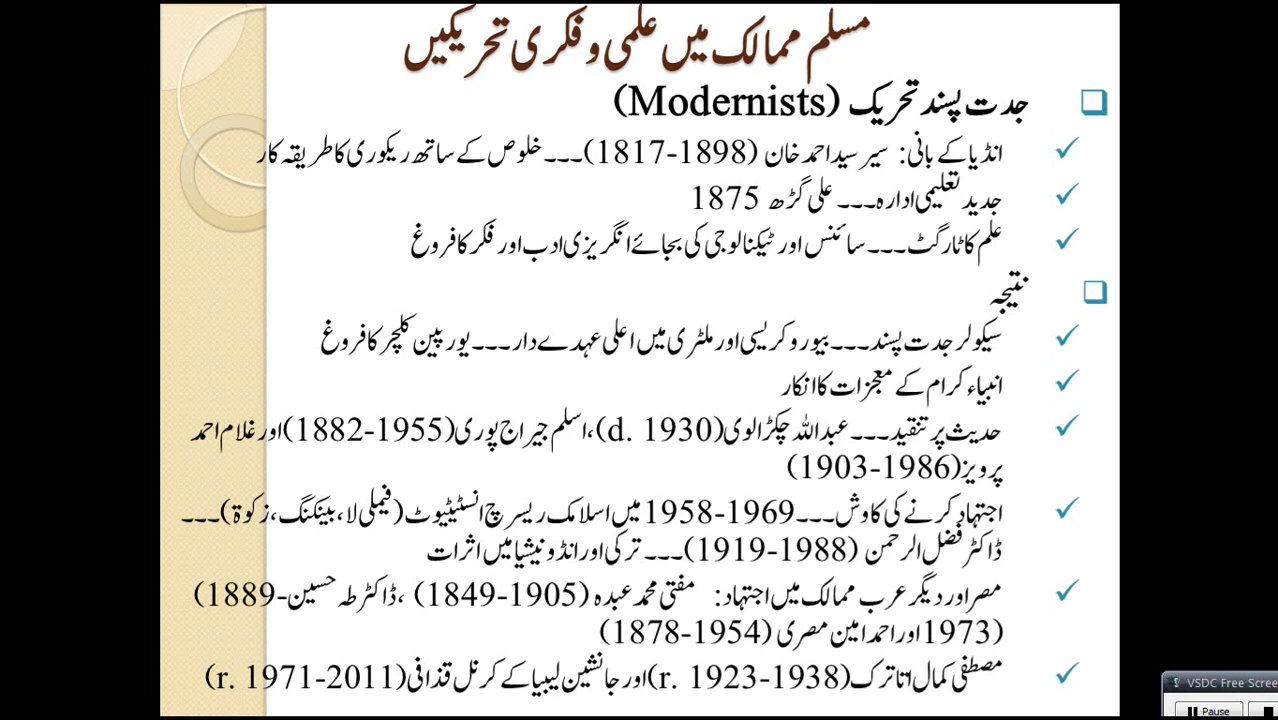 مسلم ممالک میں علمی و فکری تحریکیں
جدت پسند تحریک (Modernists)
انڈیا کے بانی: سیر سید احمد خان (1817-1898)۔۔۔ خلوص کے ساتھ ریکوری کا طریقہ کار
جدید تعلیمی ادارہ۔۔۔ علی گڑھ 1875
علم کا ٹارگٹ۔۔۔ سائنس اور ٹیکنالوجی کی بجائے انگریزی ادب اور فکر کا فروغ
نتیجہ
سیکولر جدت پسند۔۔۔ بیوروکریسی اور ملٹری میں اعلی عہدے دار۔۔۔ یورپین کلچر کا فروغ
انبیاء کرام کے معجزات کا انکار
حدیث پر تنقید۔۔۔ عبداللہ چکڑالوی (d. 1930)، اسلم جیراج پوری (1882-1955) اور غلام احمد
پرویز (1903-1986)
اجتہاد کرنے کی کاوش۔۔۔ 1958-1969 میں اسلامک ریسرچ انسٹیٹیوٹ (فیملی لا، بینکنگ، زکوۃ)۔۔۔
ڈاکٹر فضل الرحمن (1919-1988)۔۔۔ ترکی اور انڈونیشیا میں اثرات
مصر اور دیگر عرب ممالک میں اجتہاد: مفتی محمد عبدہ (1849-1905)، ڈاکٹر طہ حسین (1889-
1973) اور احمد امین مصری (1878-1954)
مصطفی کمال اتاترک (r. 1923-1938) اور جانشین لیبیا کے کرنل قذافی (r. 1971-2011)
VSDC Free Scree
Pause